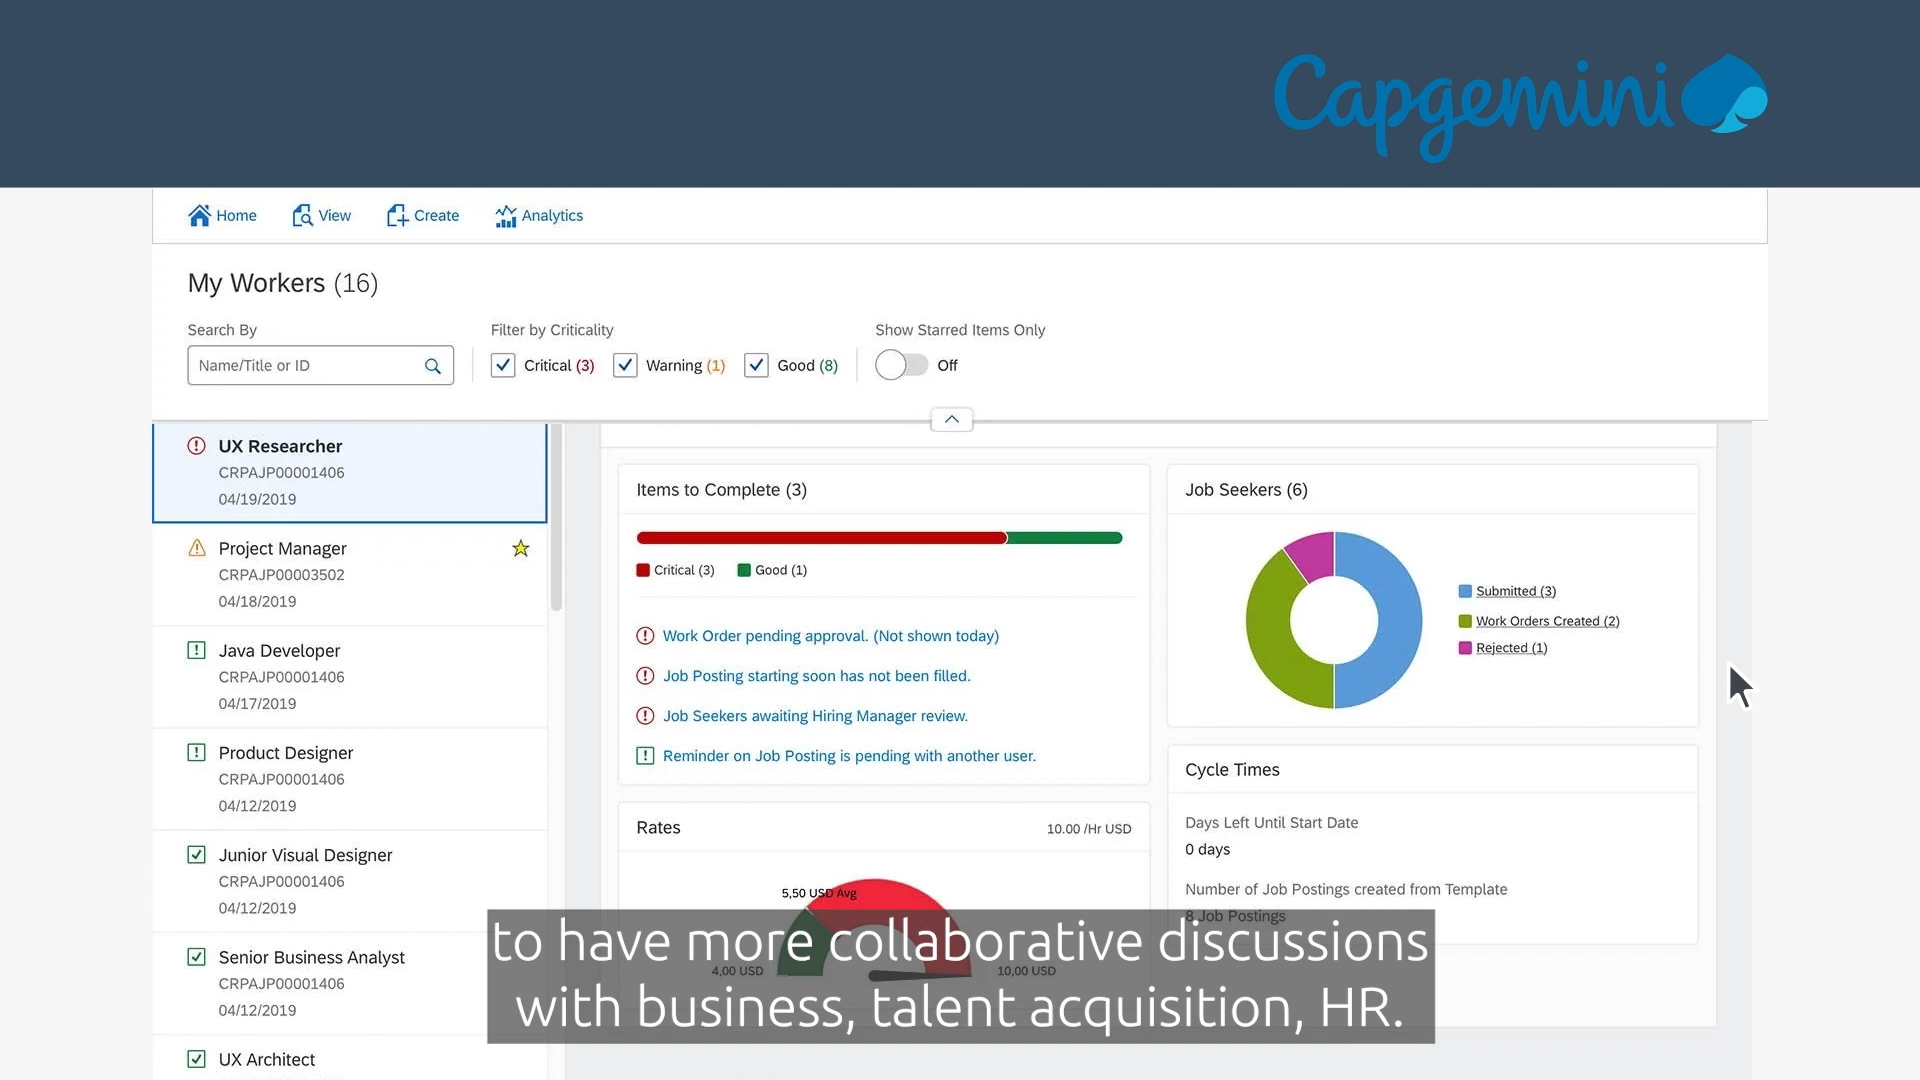 Capgemini
Home View Create Analytics
My Workers (16)
Search By
Name/Title or ID
Filter by Criticality
Critical (3) Warning (1) Good (8)
Show Starred Items Only
Off
UX Researcher
CRPAJP00001406
04/19/2019
Project Manager
CRPAJP00003502
04/18/2019
Java Developer
CRPAJP00001406
04/17/2019
Product Designer
CRPAJP00001406
04/12/2019
Junior Visual Designer
CRPAJP00001406
04/12/2019
Senior Business Analyst
CRPAJP00001406
04/12/2019
UX Architect
Items to Complete (3)
Critical (3) Good (1)
Work Order pending approval. (Not shown today)
Job Posting starting soon has not been filled.
Job Seekers awaiting Hiring Manager review.
Reminder on Job Posting is pending with another user.
Rates 10.00 /Hr USD
5,50 USD Avg
4,00 USD 10,00 USD
Job Seekers (6)
Submitted (3)
Work Orders Created (2)
Rejected (1)
Cycle Times
Days Left Until Start Date
0 days
Number of Job Postings created from Template
8 Job Postings
to have more collaborative discussions
with business, talent acquisition, HR.